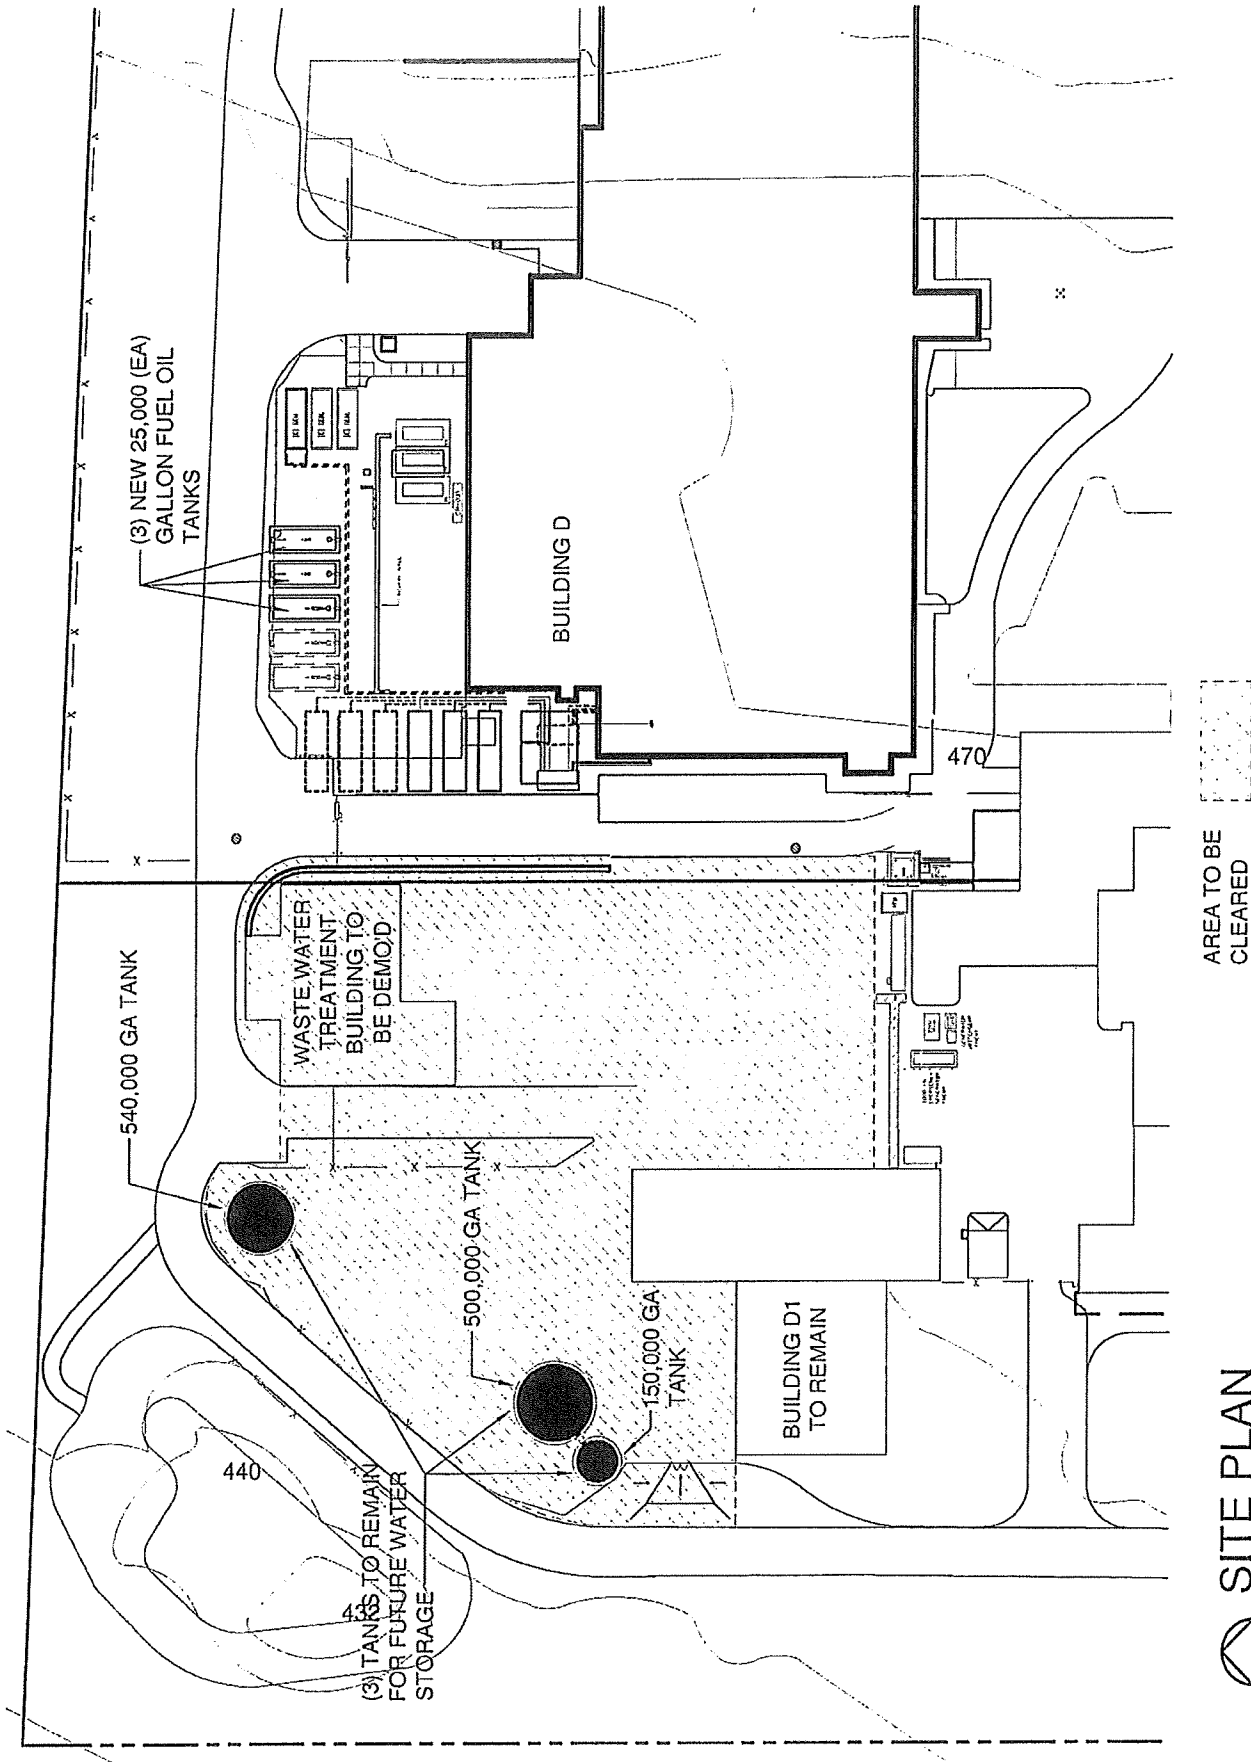 (3) NEW 25,000 (EA)
GALLON FUEL OIL
TANKS
540,000 GA TANK
BUILDING D
WASTE WATER
TREATMENT
BUILDING TO
BE DEMO'D
500,000 GA TANK
150,000 GA
TANK
BUILDING D1
TO REMAIN
(3) TANKS TO REMAIN
FOR FUTURE WATER
STORAGE
440
470
AREA TO BE
CLEARED
SITE PLAN